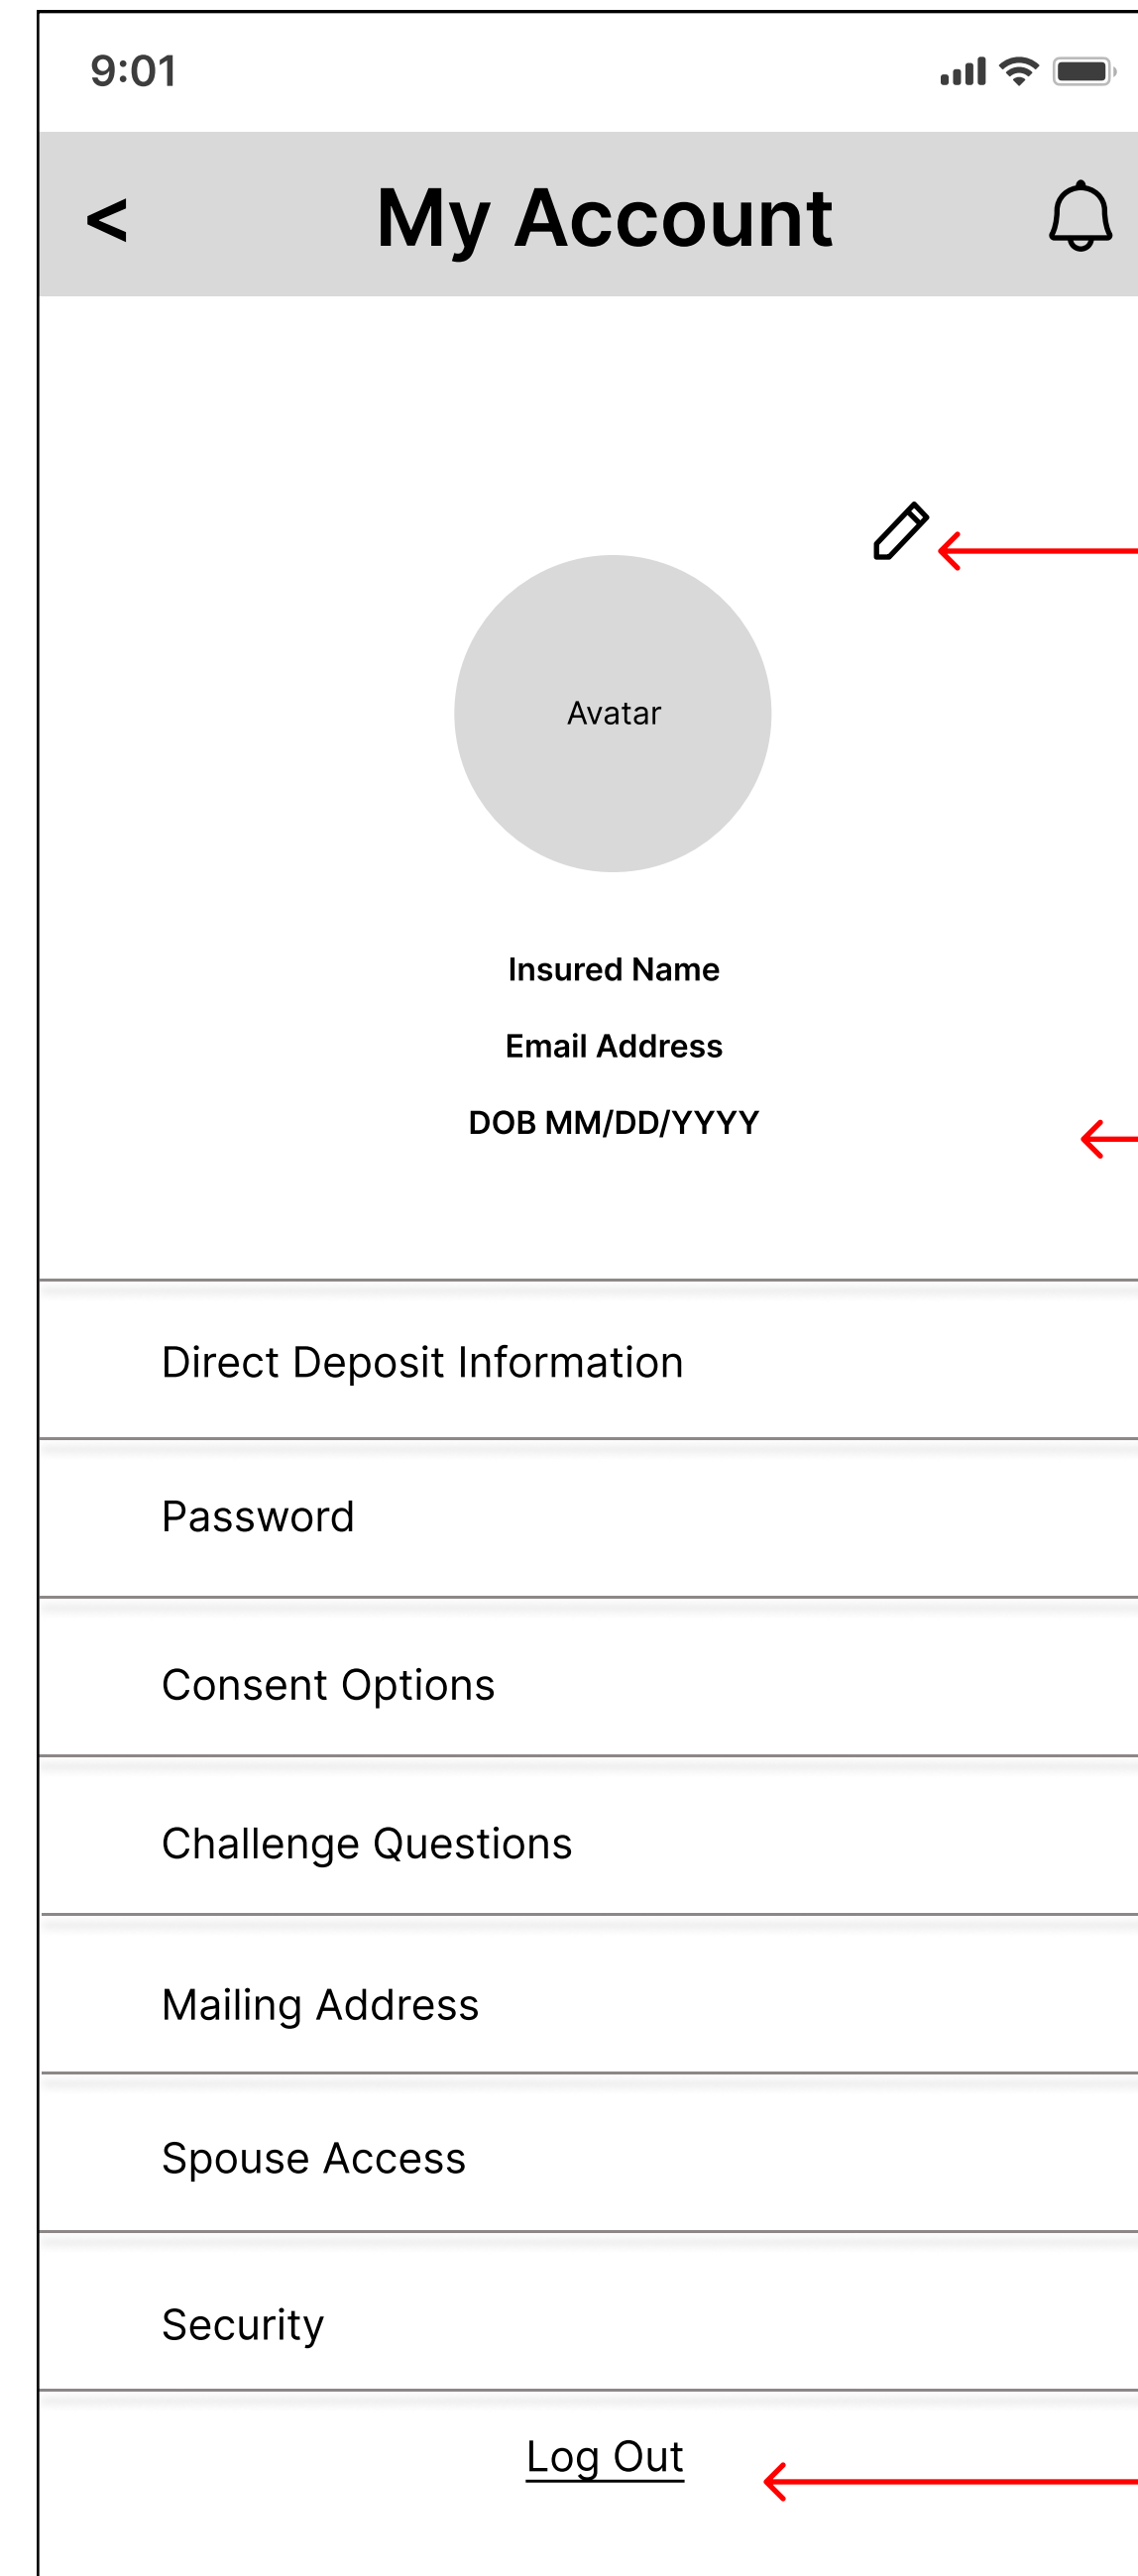 9:01
< My Account
Avatar
Insured Name
Email Address
DOB MM/DD/YYYY
Direct Deposit Information
Password
Consent Options
Challenge Questions
Mailing Address
Spouse Access
Security
Log Out